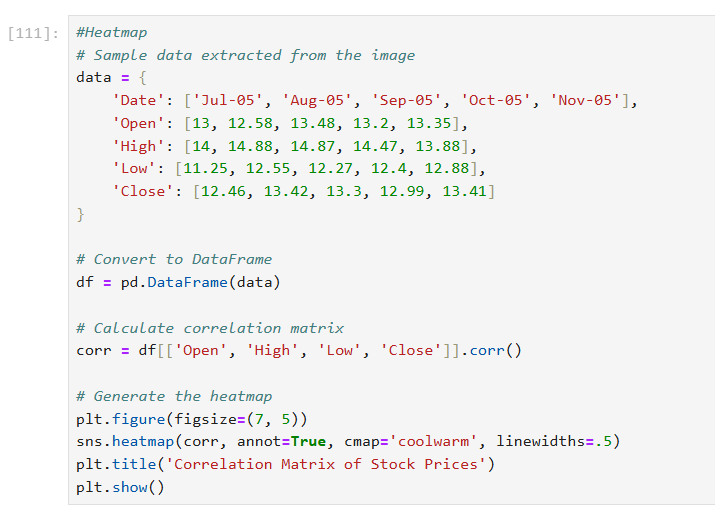 [111]: #Heatmap
# Sample data extracted from the image
data = {
    'Date': ['Jul-05', 'Aug-05', 'Sep-05', 'Oct-05', 'Nov-05'],
    'Open': [13, 12.58, 13.48, 13.2, 13.35],
    'High': [14, 14.88, 14.87, 14.47, 13.88],
    'Low': [11.25, 12.55, 12.27, 12.4, 12.88],
    'Close': [12.46, 13.42, 13.3, 12.99, 13.41]
}
# Convert to DataFrame
df = pd.DataFrame(data)
# Calculate correlation matrix
corr = df[['Open', 'High', 'Low', 'Close']].corr()
# Generate the heatmap
plt.figure(figsize=(7, 5))
sns.heatmap(corr, annot=True, cmap='coolwarm', linewidths=.5)
plt.title('Correlation Matrix of Stock Prices')
plt.show()